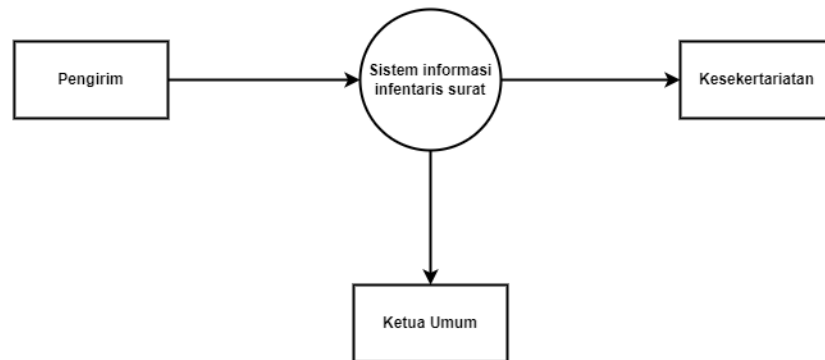 Pengirim
Sistem informasi
infentaris surat
Kesekertariatan
Ketua Umum